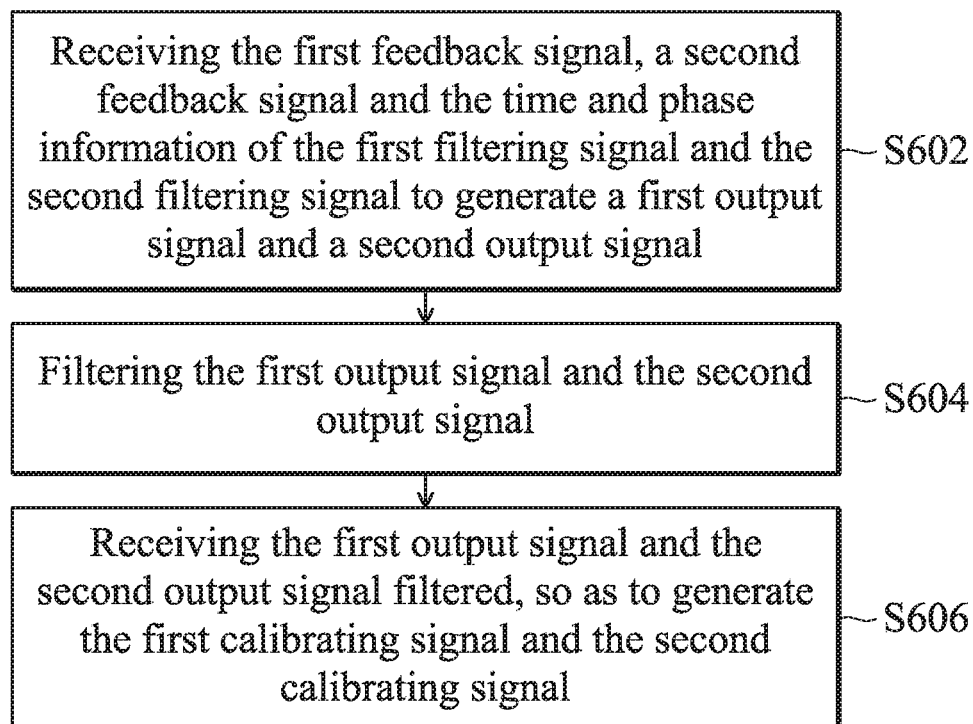 Receiving the first feedback signal, a second
feedback signal and the time and phase
information of the first filtering signal and the
second filtering signal to generate a first output
signal and a second output signal
S602
Filtering the first output signal and the second
output signal
S604
Receiving the first output signal and the
second output signal filtered, so as to generate
the first calibrating signal and the second
calibrating signal
S606